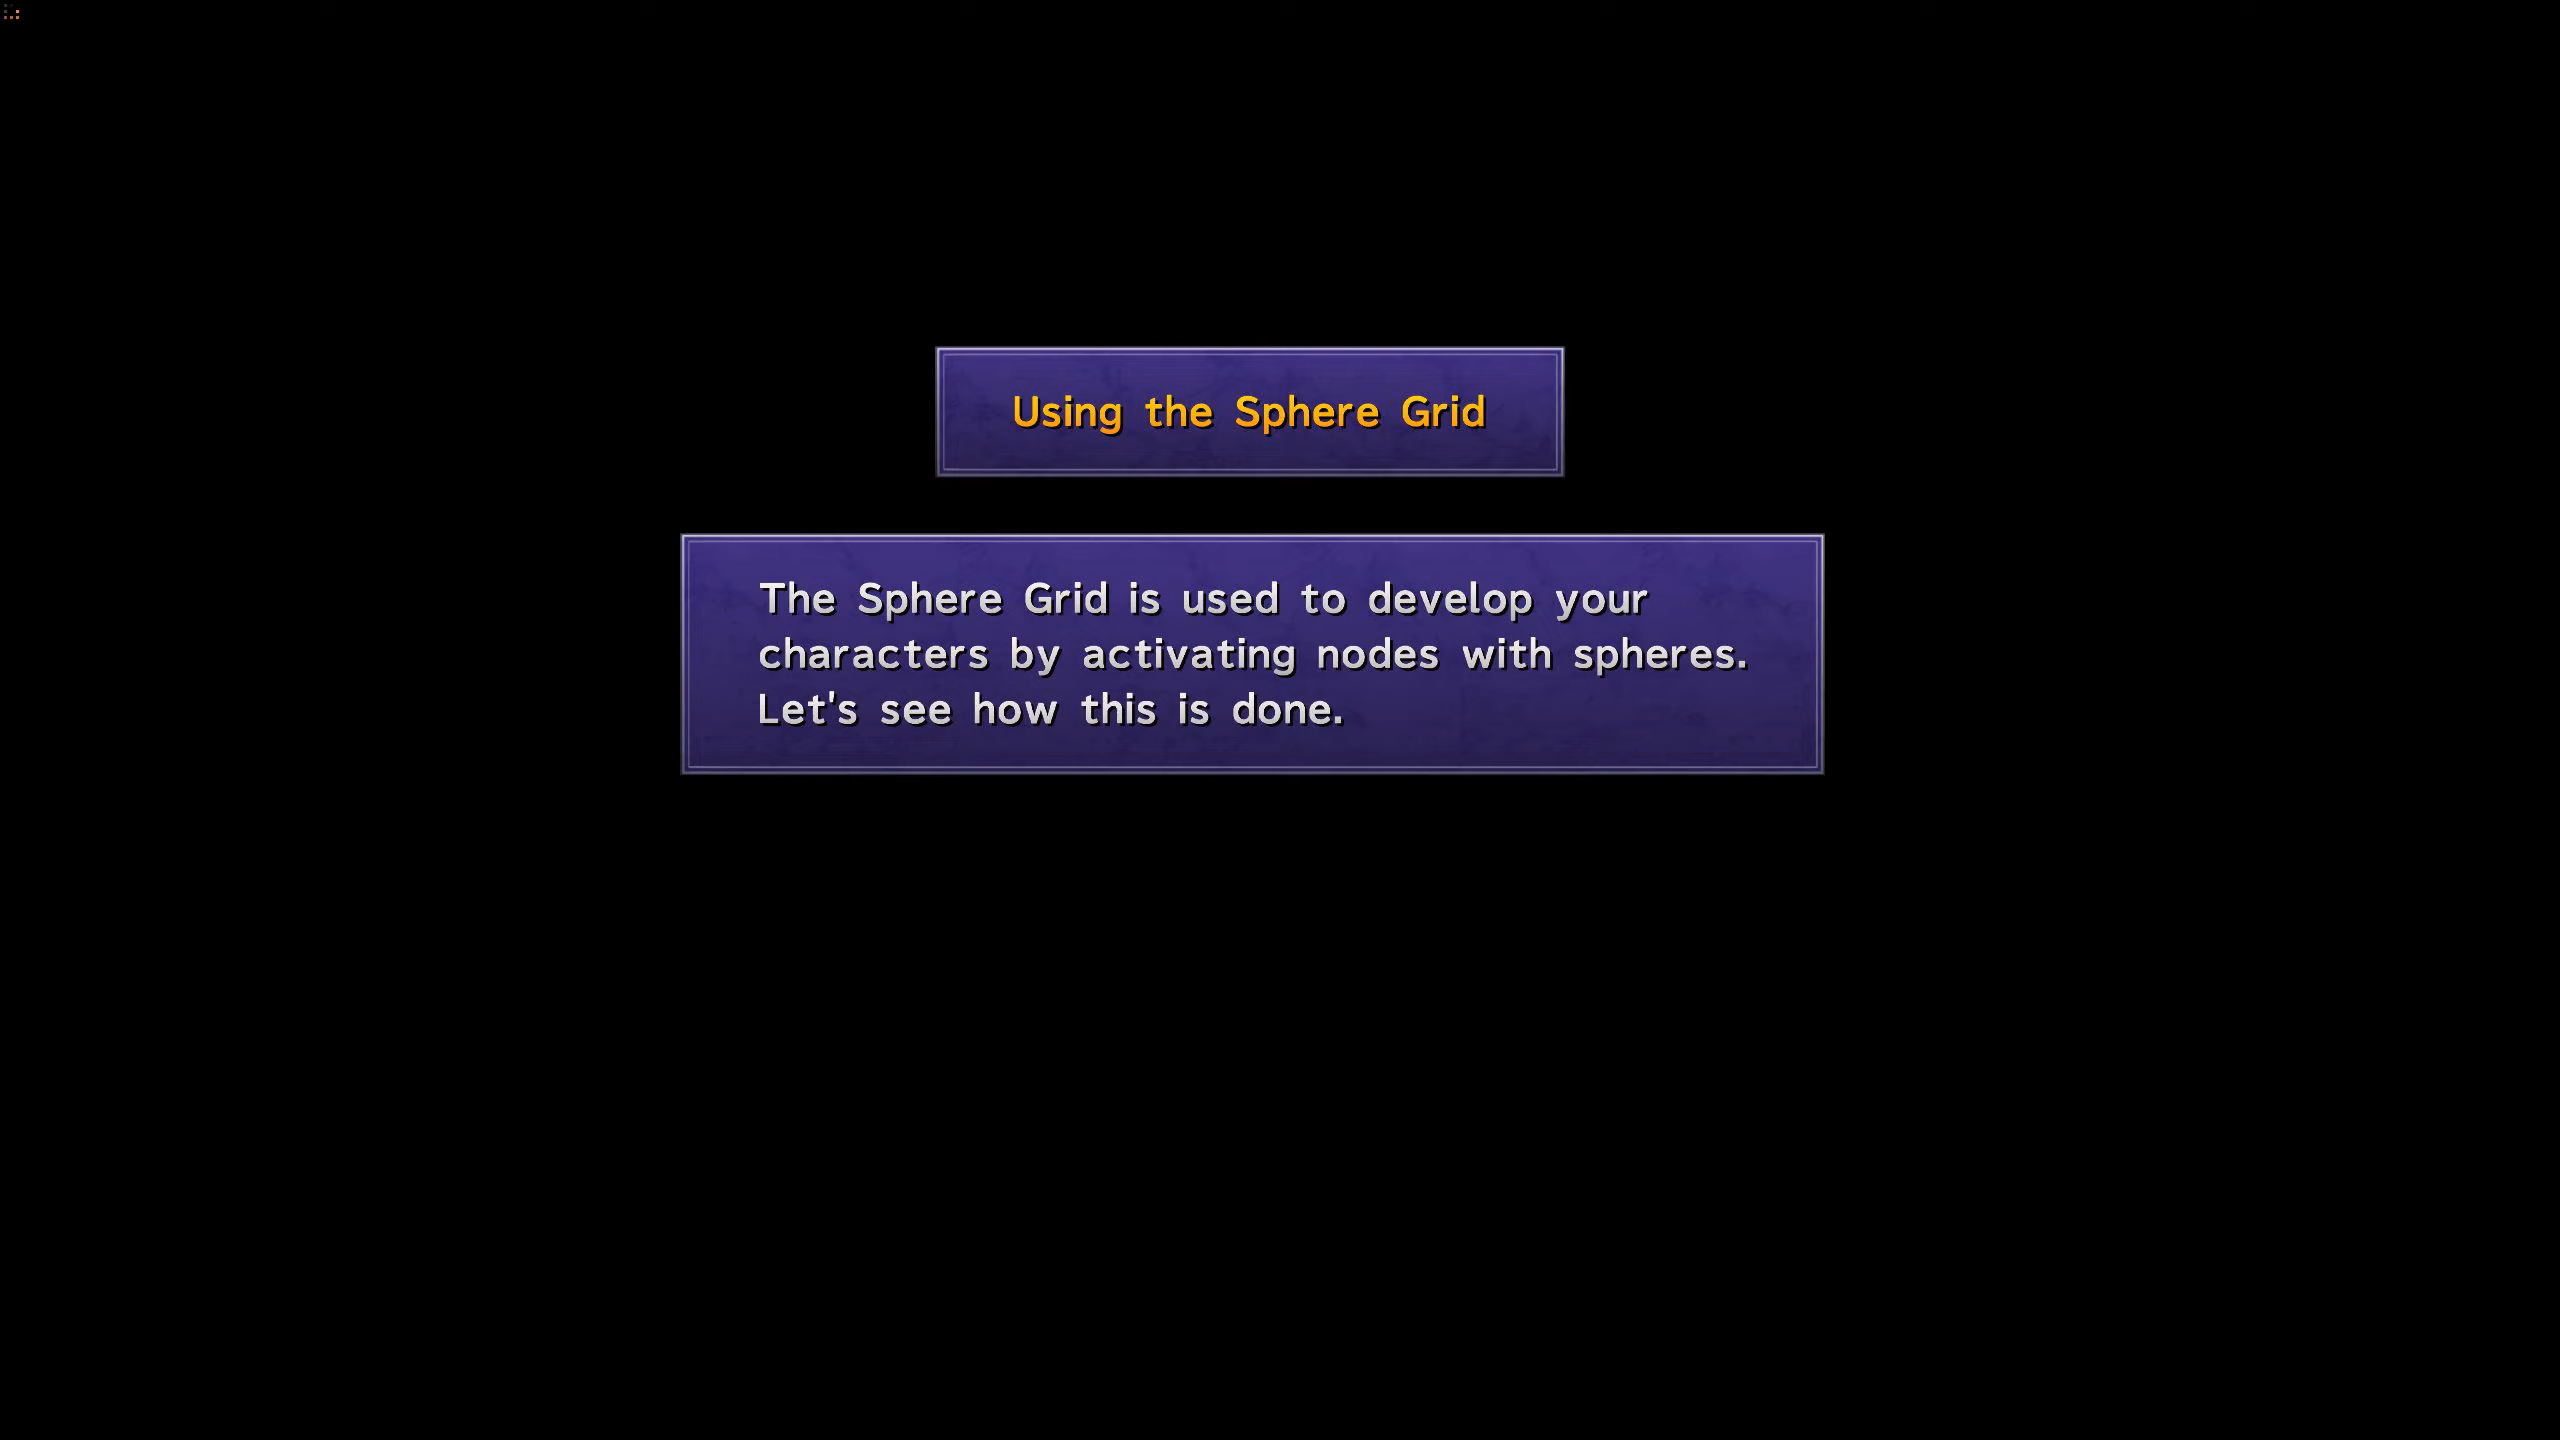 Using the Sphere Grid
The Sphere Grid is used to develop your
characters by activating nodes with spheres.
Let's see how this is done.